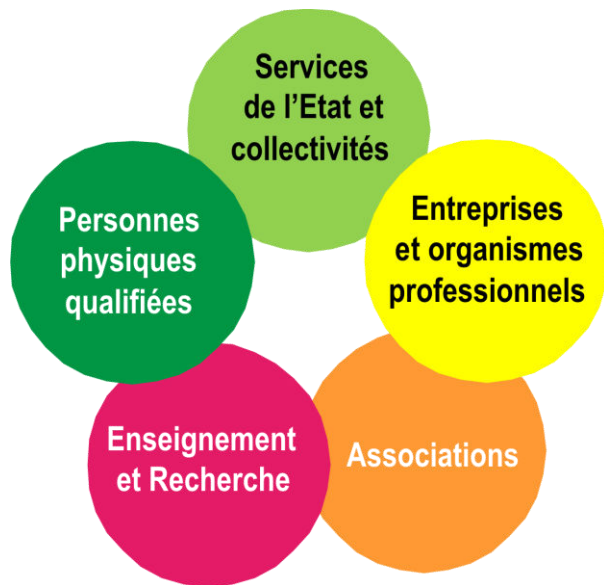 Services
de l'Etat et
collectivités
Entreprises
et organismes
professionnels
Personnes
physiques
qualifiées
Enseignement
et Recherche
Associations